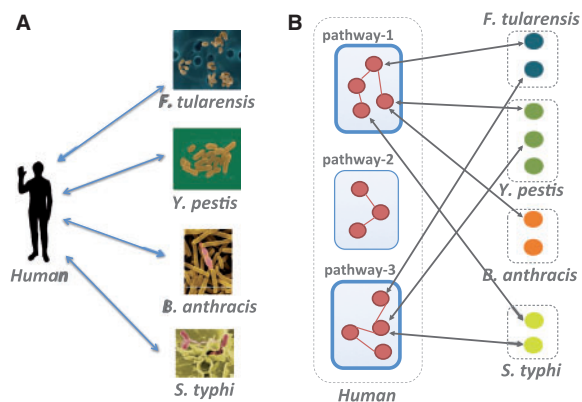 A
F. tularensis
Y. pestis
B. anthracis
S. typhi
Human
B
pathway-1
pathway-2
pathway-3
Human
F. tularensis
Y. pestis
B. anthracis
S. typhi